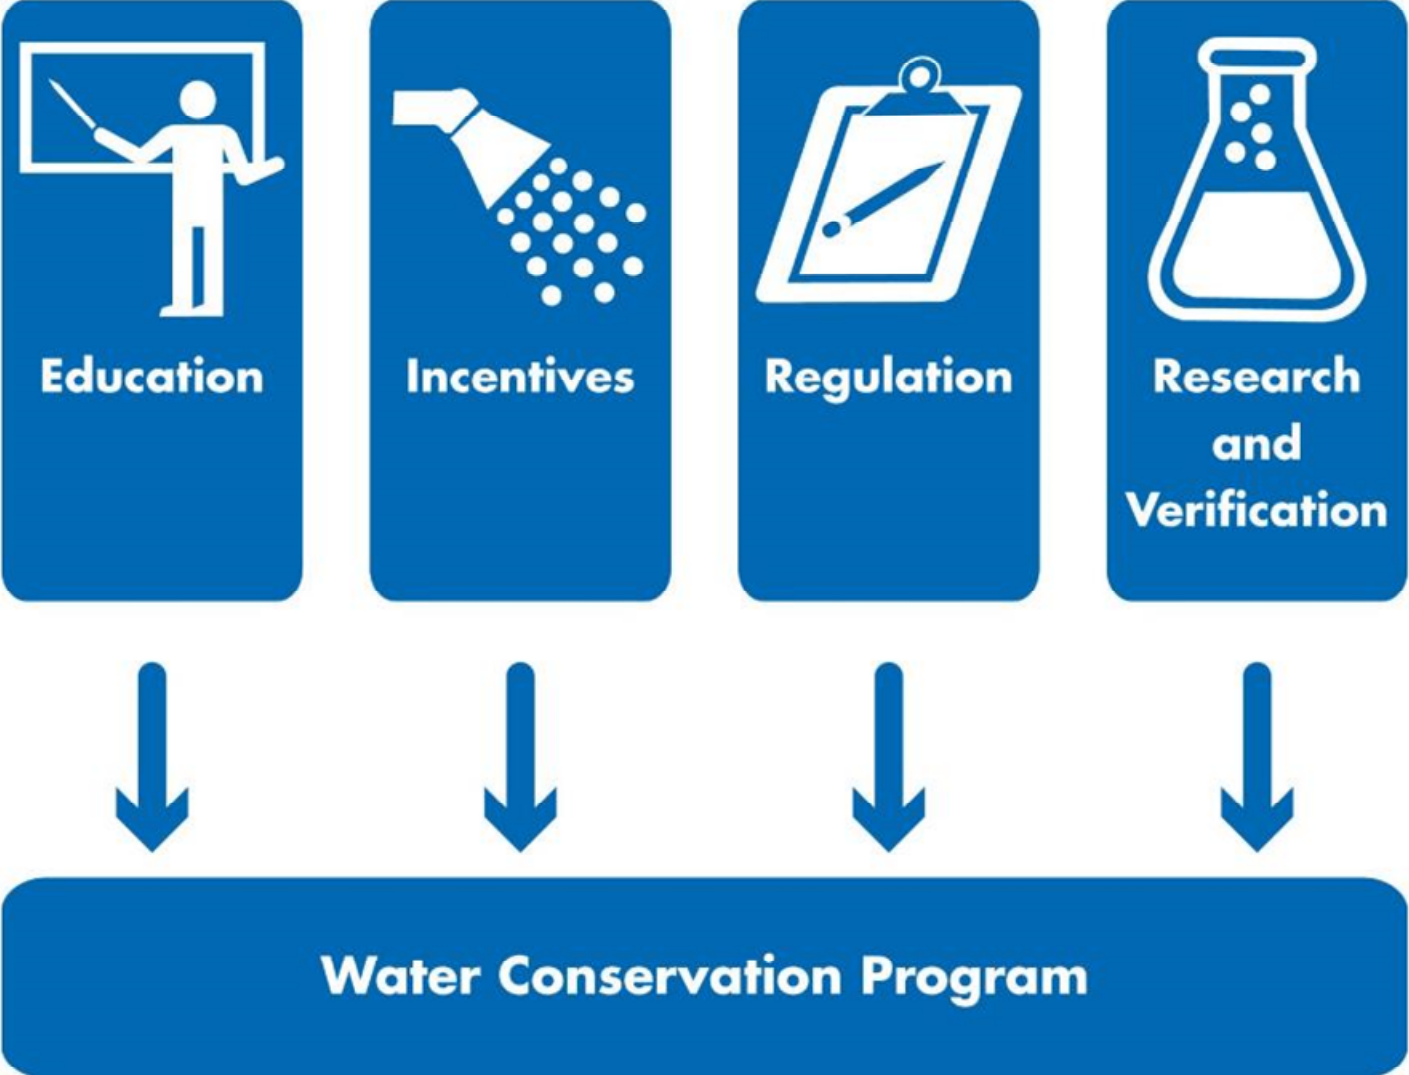 Education
Incentives
Regulation
Research
and
Verification
Water Conservation Program